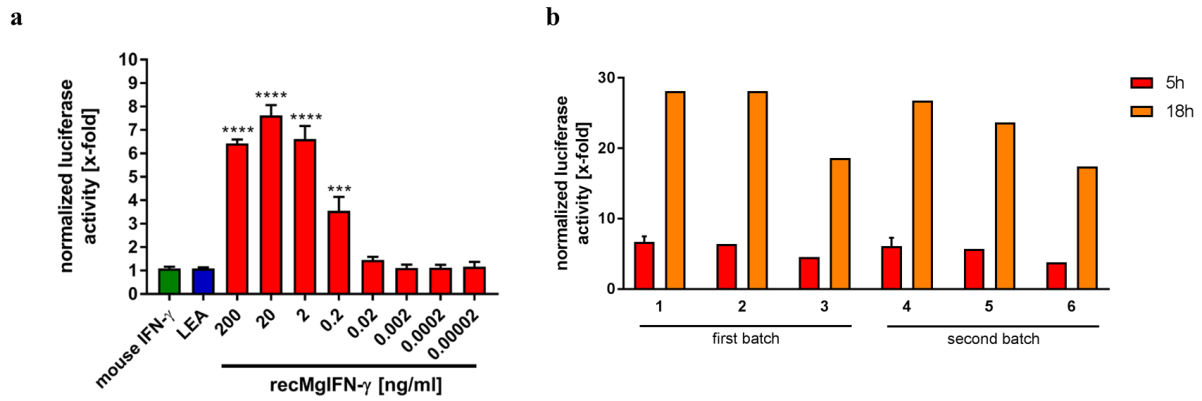 a
normalized luciferase
activity [x-fold]
10
9
8
7
6
5
4
3
2
1
0
****
****
****
***
mouse IFN-γ
LEA
200
20
2
0.2
0.02
0.002
0.0002
0.00002
recMgIFN-γ [ng/ml]
b
normalized luciferase
activity [x-fold]
30
20
10
0
1 2 3 4 5 6
first batch second batch
5h
18h